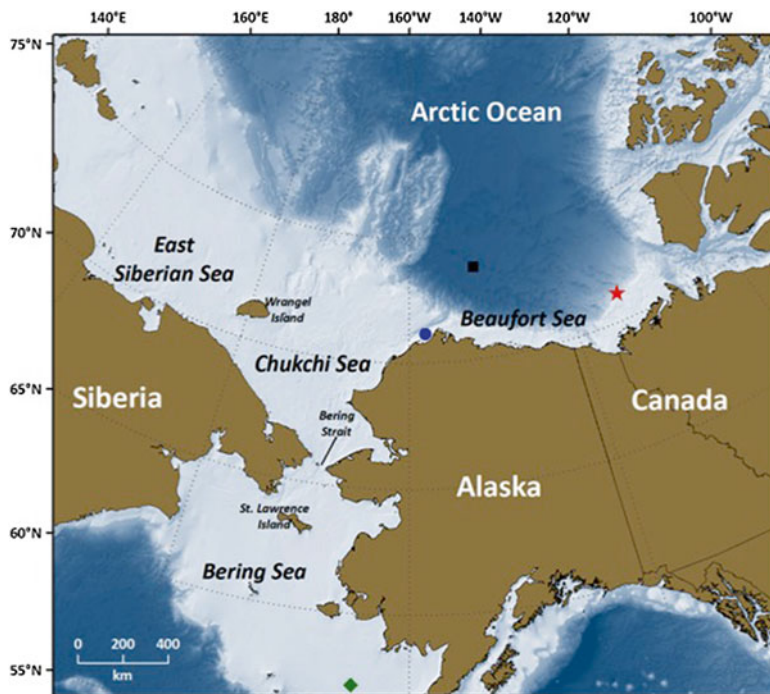 140°E 160°E 180° 160°W 140°W 120°W 100°W
75°N
Arctic Ocean
70°N
East
Siberian Sea
Wrangel
Island
Beaufort Sea
Chukchi Sea
65°N
Siberia
Canada
Bering
Strait
Alaska
St. Lawrence
Island
60°N
Bering Sea
0 200 400
km
55°N